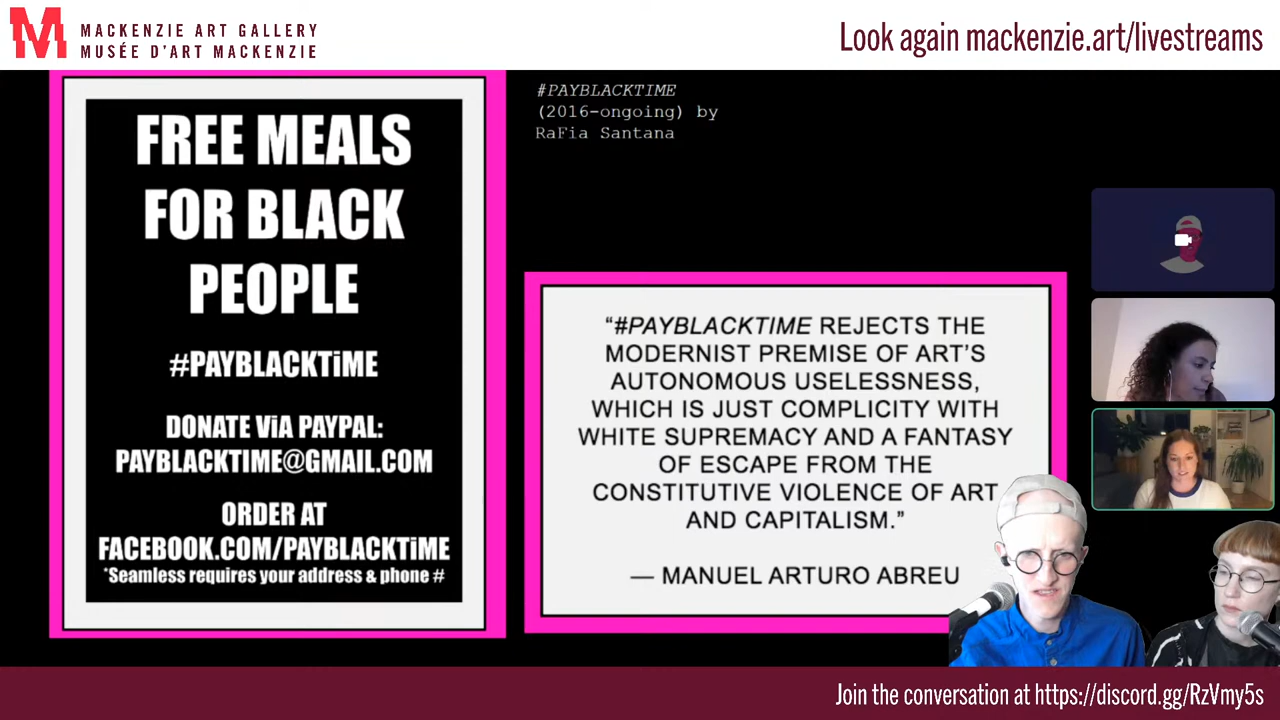 MACKENZIE ART GALLERY
MUSÉE D'ART MACKENZIE
Look again mackenzie.art/livestreams
FREE MEALS
FOR BLACK
PEOPLE
#PAYBLACKTiME
DONATE ViA PAYPAL:
PAYBLACKTIME@GMAIL.COM
ORDER AT
FACEBOOK.COM/PAYBLACKTiME
*Seamless requires your address & phone #
#PAYBLACKTIME
(2016-ongoing) by
RaFia Santana
“#PAYBLACKTIME REJECTS THE
MODERNIST PREMISE OF ART’S
AUTONOMOUS USELESSNESS,
WHICH IS JUST COMPLICITY WITH
WHITE SUPREMACY AND A FANTASY
OF ESCAPE FROM THE
CONSTITUTIVE VIOLENCE OF ART
AND CAPITALISM.”
— MANUEL ARTURO ABREU
Join the conversation at https://discord.gg/RzVmy5s